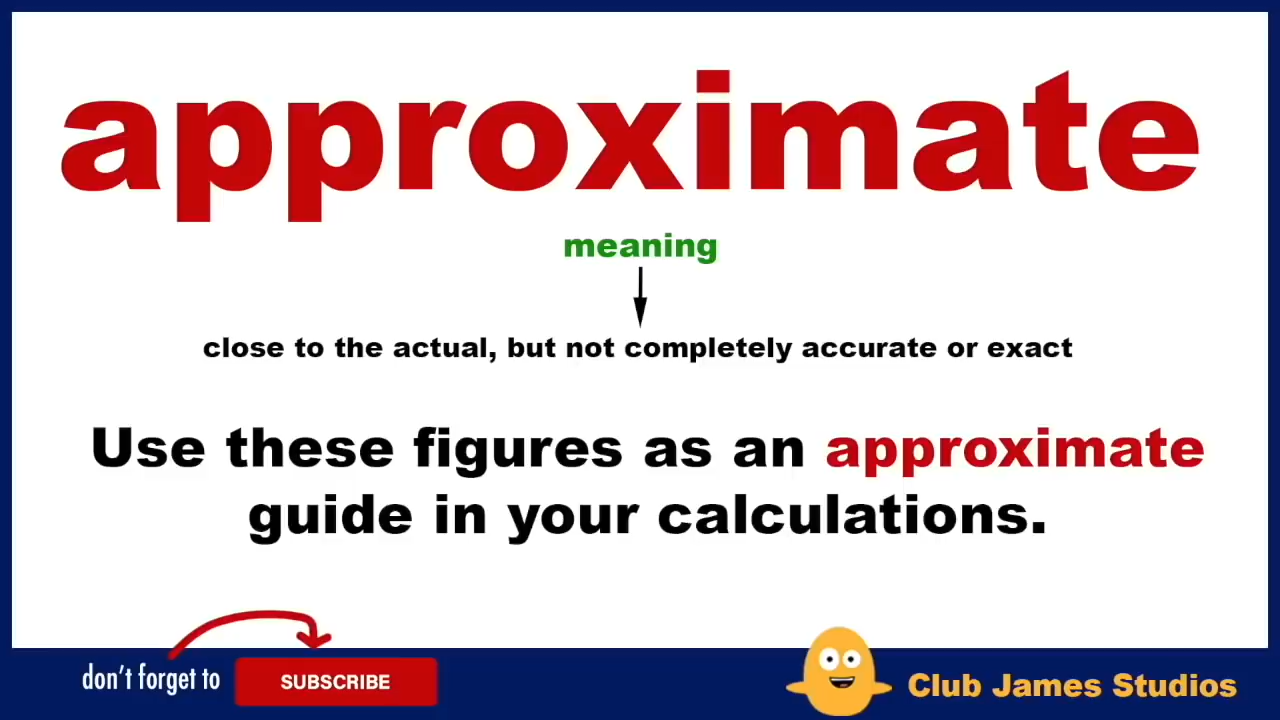 approximate
meaning
close to the actual, but not completely accurate or exact
Use these figures as an approximate
guide in your calculations.
don't forget to
SUBSCRIBE
Club James Studios